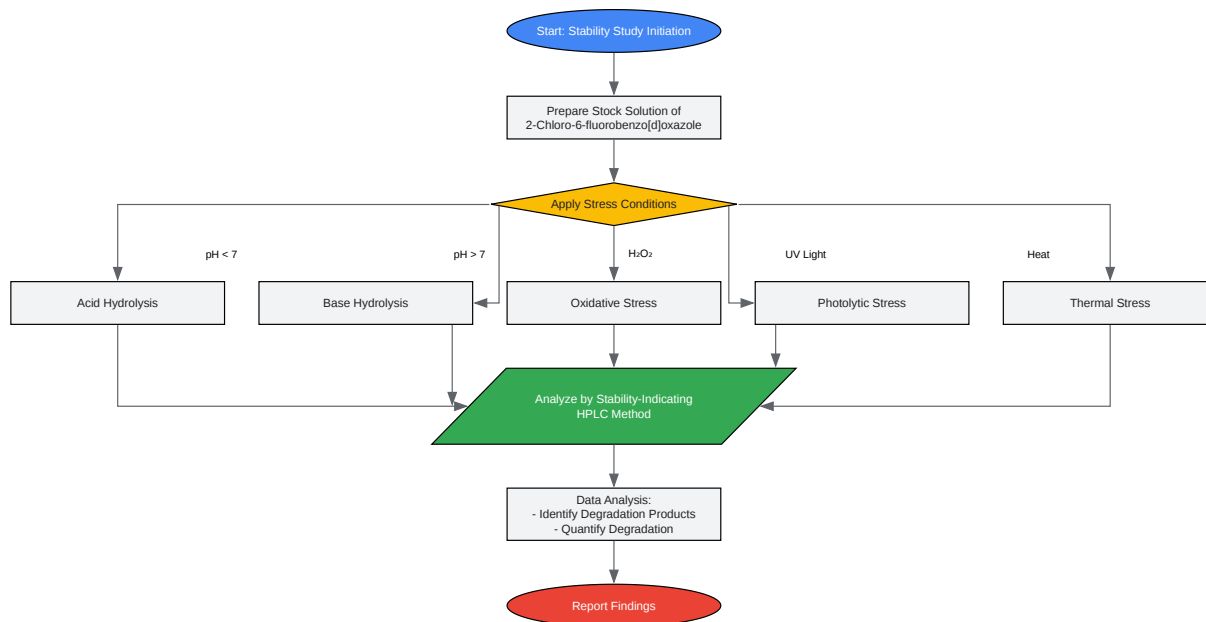 Start: Stability Study Initiation
Prepare Stock Solution of
2-Chloro-6-fluorobenzo[d]oxazole
Apply Stress Conditions
pH < 7
pH > 7
H₂O₂
UV Light
Heat
Acid Hydrolysis
Base Hydrolysis
Oxidative Stress
Photolytic Stress
Thermal Stress
Analyze by Stability-Indicating
HPLC Method
Data Analysis:
- Identify Degradation Products
- Quantify Degradation
Report Findings